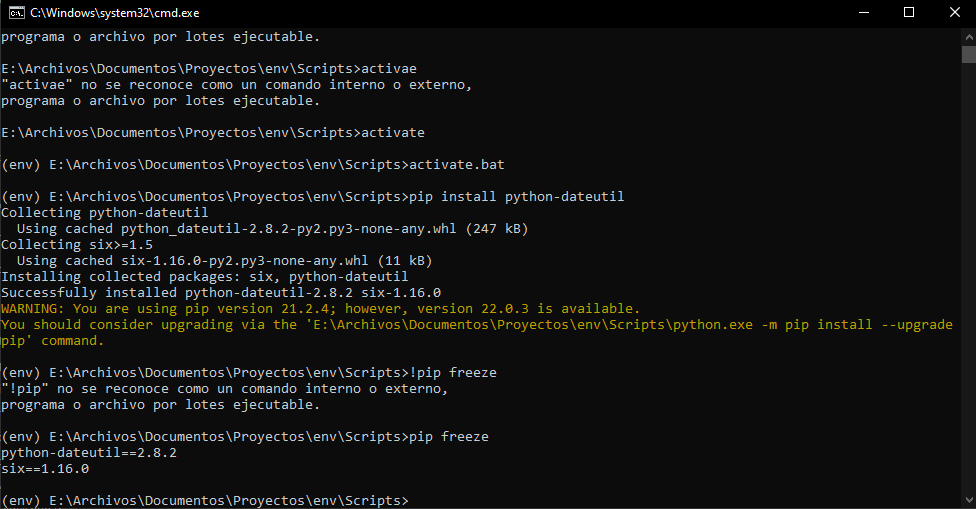 C:\Windows\system32\cmd.exe
programa o archivo por lotes ejecutable.
E:\Archivos\Documentos\Proyectos\env\Scripts>activae
"activae" no se reconoce como un comando interno o externo,
programa o archivo por lotes ejecutable.
E:\Archivos\Documentos\Proyectos\env\Scripts>activate
(env) E:\Archivos\Documentos\Proyectos\env\Scripts>activate.bat
(env) E:\Archivos\Documentos\Proyectos\env\Scripts>pip install python-dateutil
Collecting python-dateutil
  Using cached python_dateutil-2.8.2-py2.py3-none-any.whl (247 kB)
Collecting six>=1.5
  Using cached six-1.16.0-py2.py3-none-any.whl (11 kB)
Installing collected packages: six, python-dateutil
Successfully installed python-dateutil-2.8.2 six-1.16.0
WARNING: You are using pip version 21.2.4; however, version 22.0.3 is available.
You should consider upgrading via the 'E:\Archivos\Documentos\Proyectos\env\Scripts\python.exe -m pip install --upgrade
pip' command.
(env) E:\Archivos\Documentos\Proyectos\env\Scripts>!pip freeze
"!pip" no se reconoce como un comando interno o externo,
programa o archivo por lotes ejecutable.
(env) E:\Archivos\Documentos\Proyectos\env\Scripts>pip freeze
python-dateutil==2.8.2
six==1.16.0
(env) E:\Archivos\Documentos\Proyectos\env\Scripts>